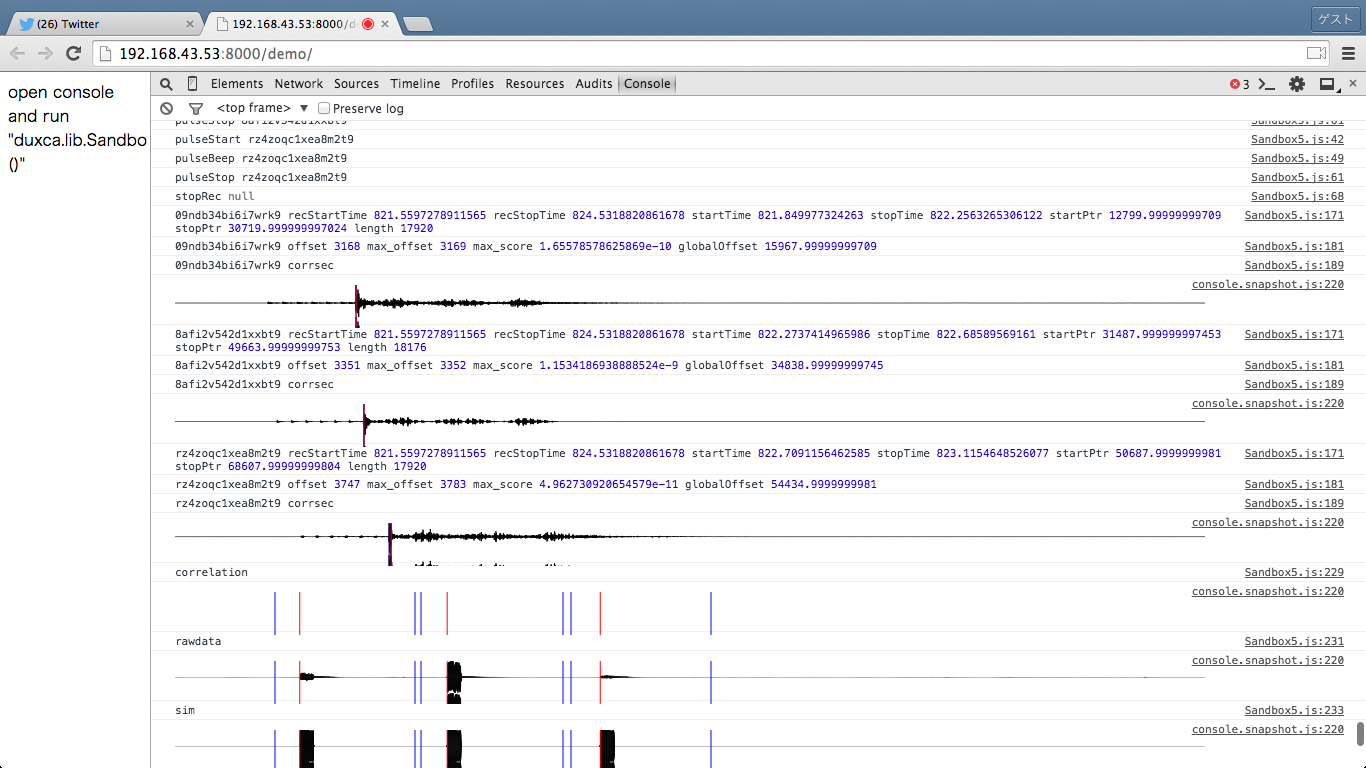 (26) Twitter
192.168.43.53:8000/d
ゲスト
192.168.43.53:8000/demo/
open console
and run
"duxca.lib.Sandbo
()"
Elements Network Sources Timeline Profiles Resources Audits Console
3
<top frame> Preserve log
pulseStop 8afi2v542d1xxbt9 Sandbox5.js:61
pulseStart rz4zoqc1xea8m2t9 Sandbox5.js:42
pulseBeep rz4zoqc1xea8m2t9 Sandbox5.js:49
pulseStop rz4zoqc1xea8m2t9 Sandbox5.js:61
stopRec null Sandbox5.js:68
09ndb34bi6i7wrk9 recStartTime 821.5597278911565 recStopTime 824.5318820861678 startTime 821.849977324263 stopTime 822.2563265306122 startPtr 12799.99999999709 Sandbox5.js:171
stopPtr 30719.999999997024 length 17920
09ndb34bi6i7wrk9 offset 3168 max_offset 3169 max_score 1.65578578625869e-10 globalOffset 15967.99999999709 Sandbox5.js:181
09ndb34bi6i7wrk9 corrsec Sandbox5.js:189
console.snapshot.js:220
8afi2v542d1xxbt9 recStartTime 821.5597278911565 recStopTime 824.5318820861678 startTime 822.2737414965986 stopTime 822.68589569161 startPtr 31487.999999997453 Sandbox5.js:171
stopPtr 49663.99999999753 length 18176
8afi2v542d1xxbt9 offset 3351 max_offset 3352 max_score 1.1534186938888524e-9 globalOffset 34838.99999999745 Sandbox5.js:181
8afi2v542d1xxbt9 corrsec Sandbox5.js:189
console.snapshot.js:220
rz4zoqc1xea8m2t9 recStartTime 821.5597278911565 recStopTime 824.5318820861678 startTime 822.7091156462585 stopTime 823.1154648526077 startPtr 50687.9999999981 Sandbox5.js:171
stopPtr 68607.99999999804 length 17920
rz4zoqc1xea8m2t9 offset 3747 max_offset 3783 max_score 4.962730920654579e-11 globalOffset 54434.9999999981 Sandbox5.js:181
rz4zoqc1xea8m2t9 corrsec Sandbox5.js:189
console.snapshot.js:220
correlation Sandbox5.js:229
console.snapshot.js:220
rawdata Sandbox5.js:231
console.snapshot.js:220
sim Sandbox5.js:233
console.snapshot.js:220